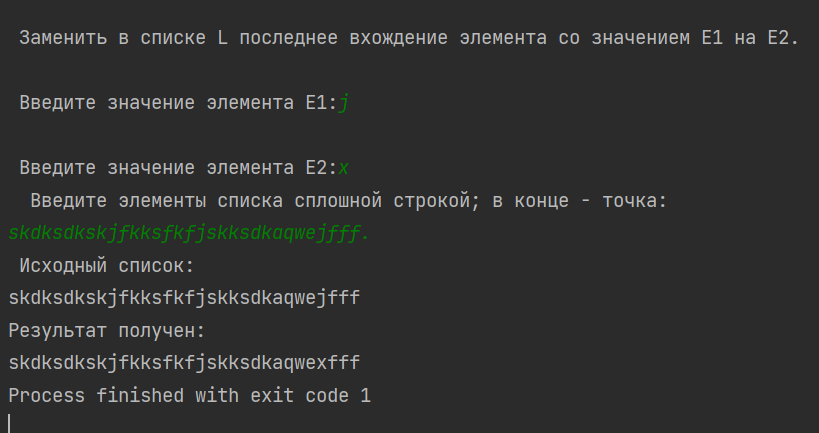 Заменить в списке L последнее вхождение элемента со значением E1 на E2.
Введите значение элемента E1:j
Введите значение элемента E2:x
Введите элементы списка сплошной строкой; в конце - точка:
skdksdkskjfkksfkfjskksdkaqwejfff.
Исходный список:
skdksdkskjfkksfkfjskksdkaqwejfff
Результат получен:
skdksdkskjfkksfkfjskksdkaqwexfff
Process finished with exit code 1